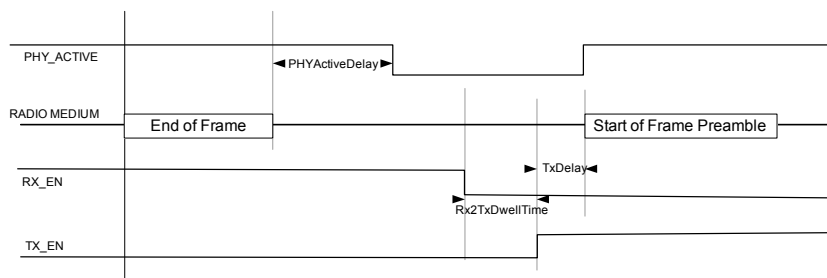 PHY_ACTIVE
PHYActiveDelay
RADIO MEDIUM
End of Frame
Start of Frame Preamble
TxDelay
RX_EN
Rx2TxDwellTime
TX_EN